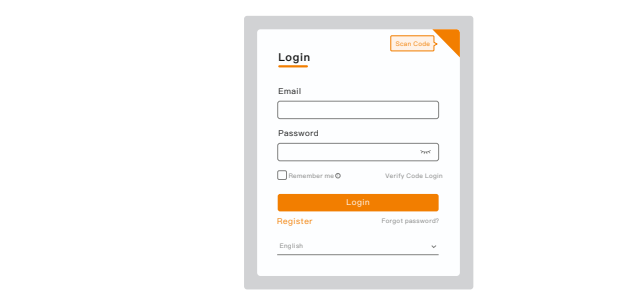 Scan Code
Login
Email
Password
Remember me
Verify Code Login
Login
Register
Forgot password?
English